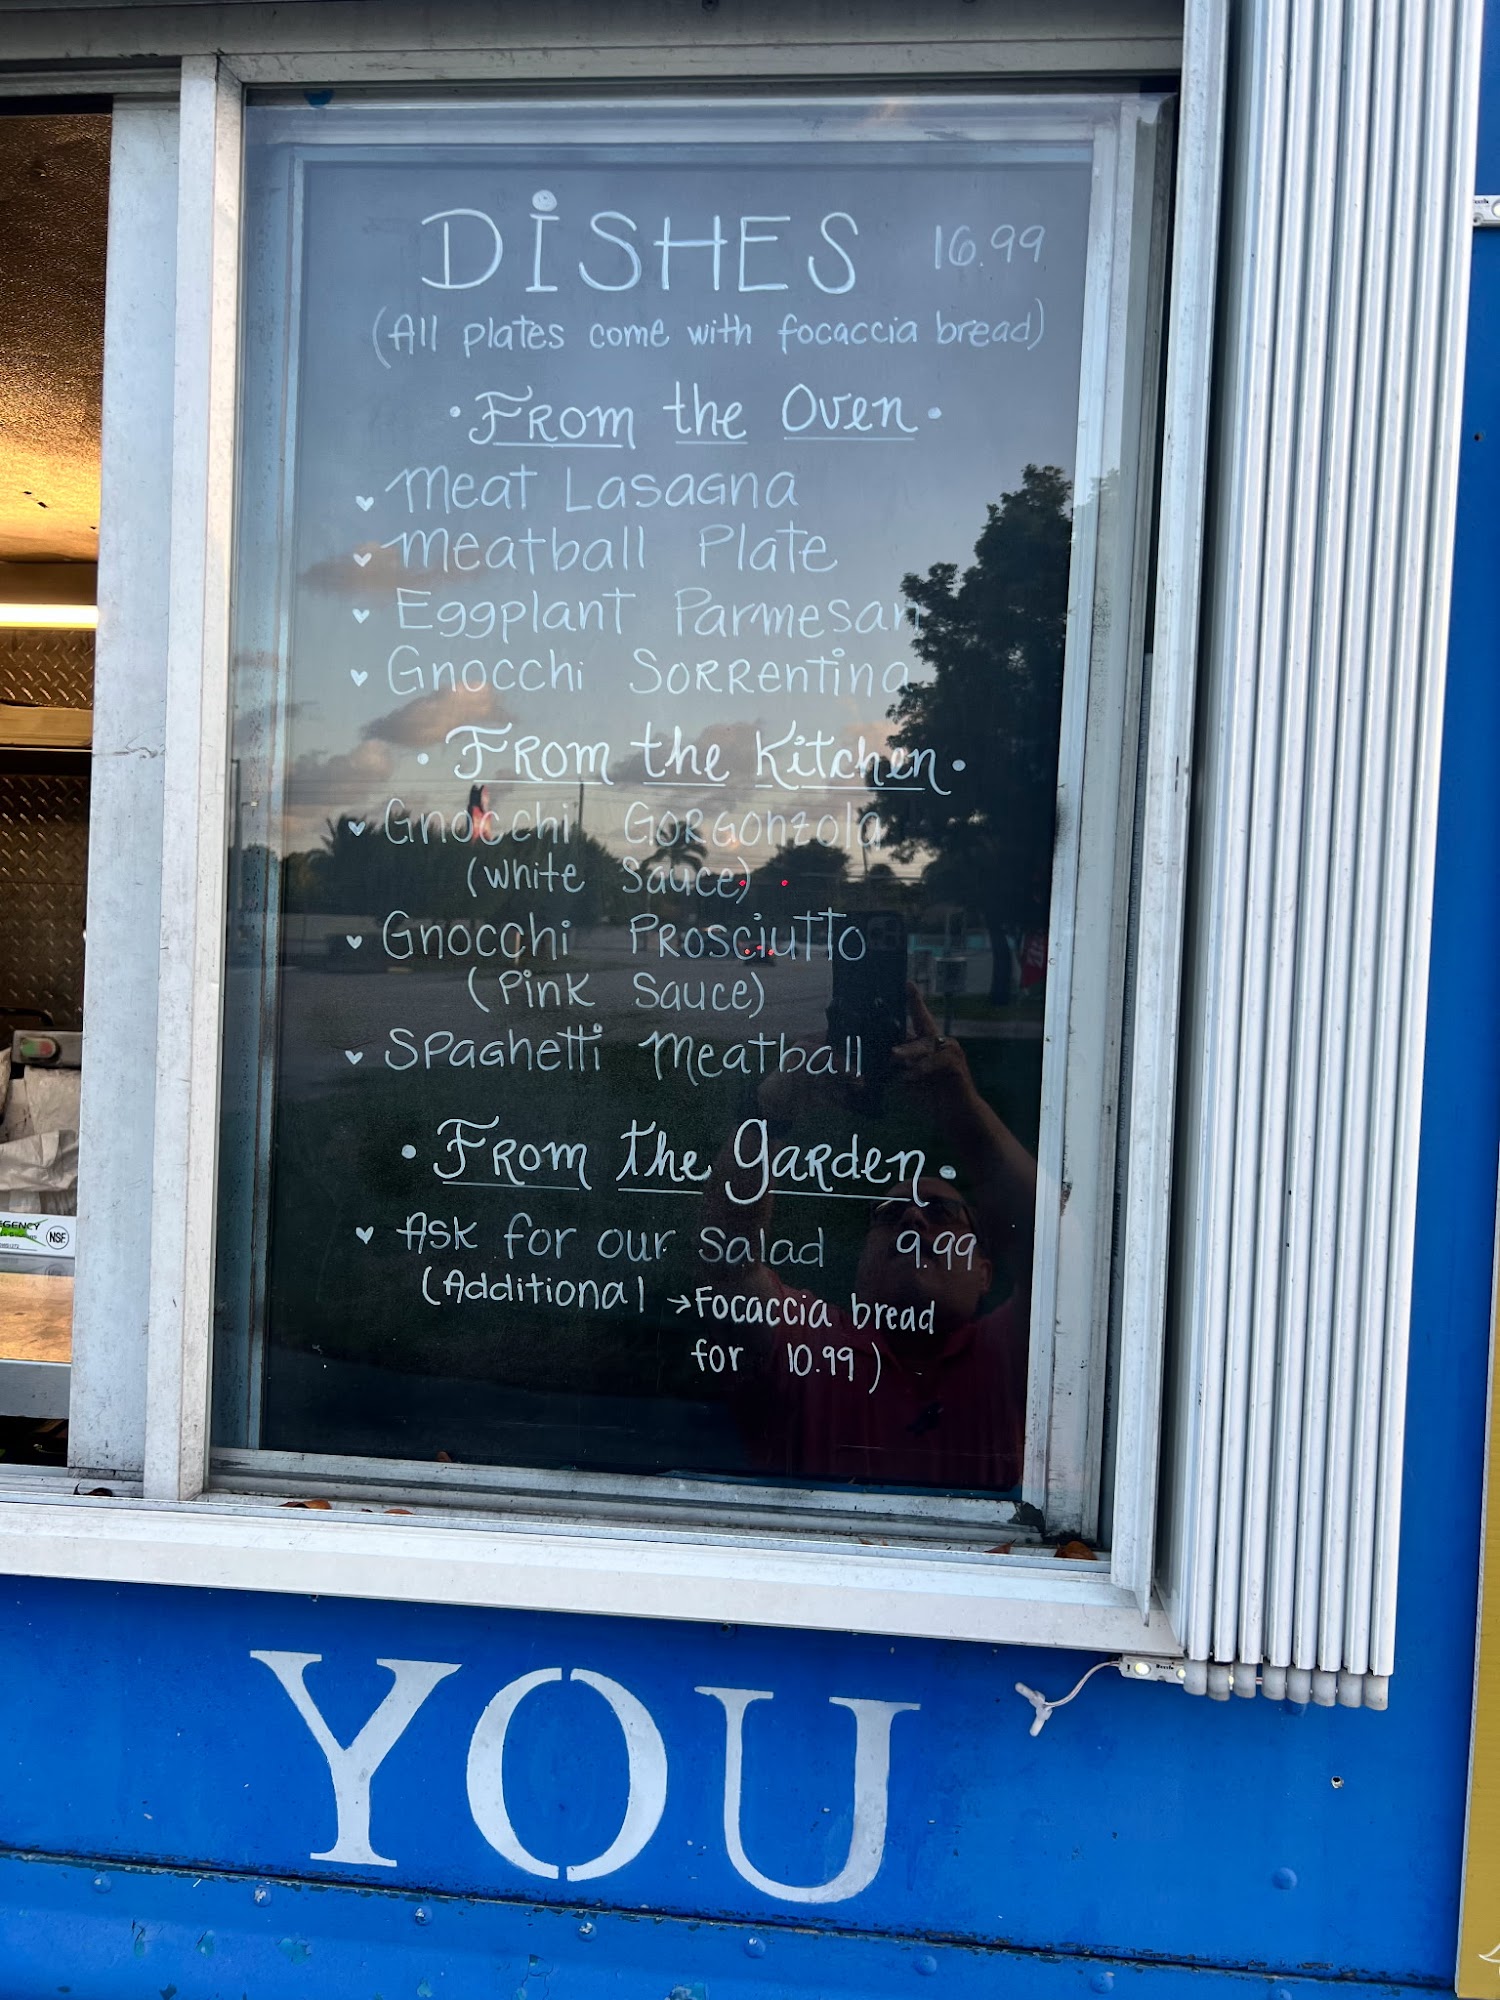 DISHES 16.99
(All plates come with focaccia bread)
• From the Oven •
♥ Meat Lasagna
♥ Meatball Plate
♥ Eggplant Parmesan
♥ Gnocchi Sorrentina
• From the Kitchen •
♥ Gnocchi Gorgonzola
(White Sauce)
♥ Gnocchi Prosciutto
(Pink Sauce)
♥ Spaghetti Meatball
• From the Garden •
♥ Ask for our Salad 9.99
(Additional → Focaccia bread
for 10.99)
NSF
YOU